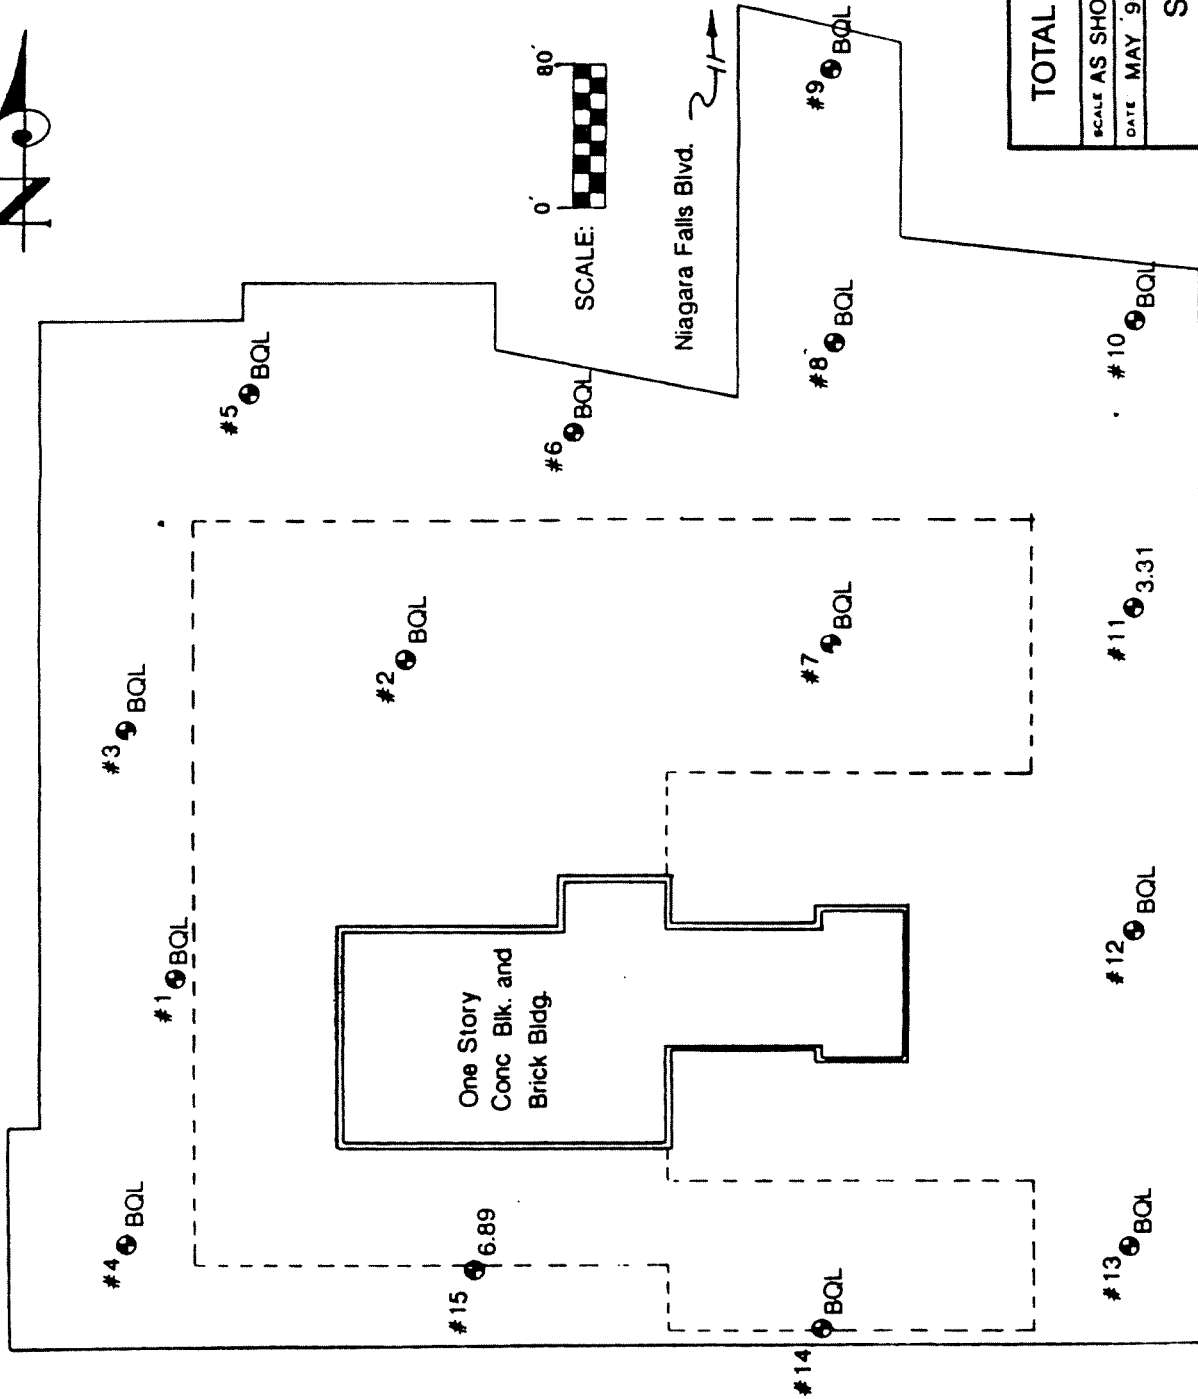 N
#4
BQL
#1
BQL
#3
BQL
#5
BQL
#15
6.89
#2
BQL
#6
BQL
SCALE:
0'
80'
One Story
Conc Blk. and
Brick Bldg.
Niagara Falls Blvd.
#14
BQL
#7
BQL
#8
BQL
#9
BQL
#13
BQL
#12
BQL
#11
3.31
#10
BQL
TOTAL
SCALE AS SHO
DATE MAY '9
S